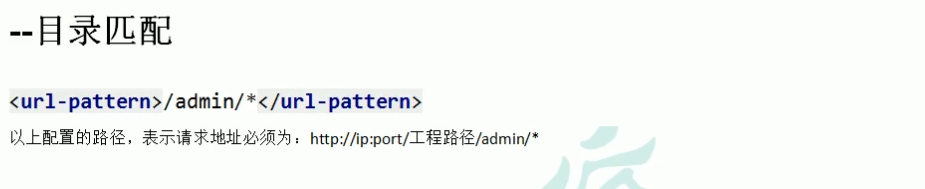 --目录匹配
<url-pattern>/admin/*</url-pattern>
以上配置的路径，表示请求地址必须为：http://ip:port/工程路径/admin/*